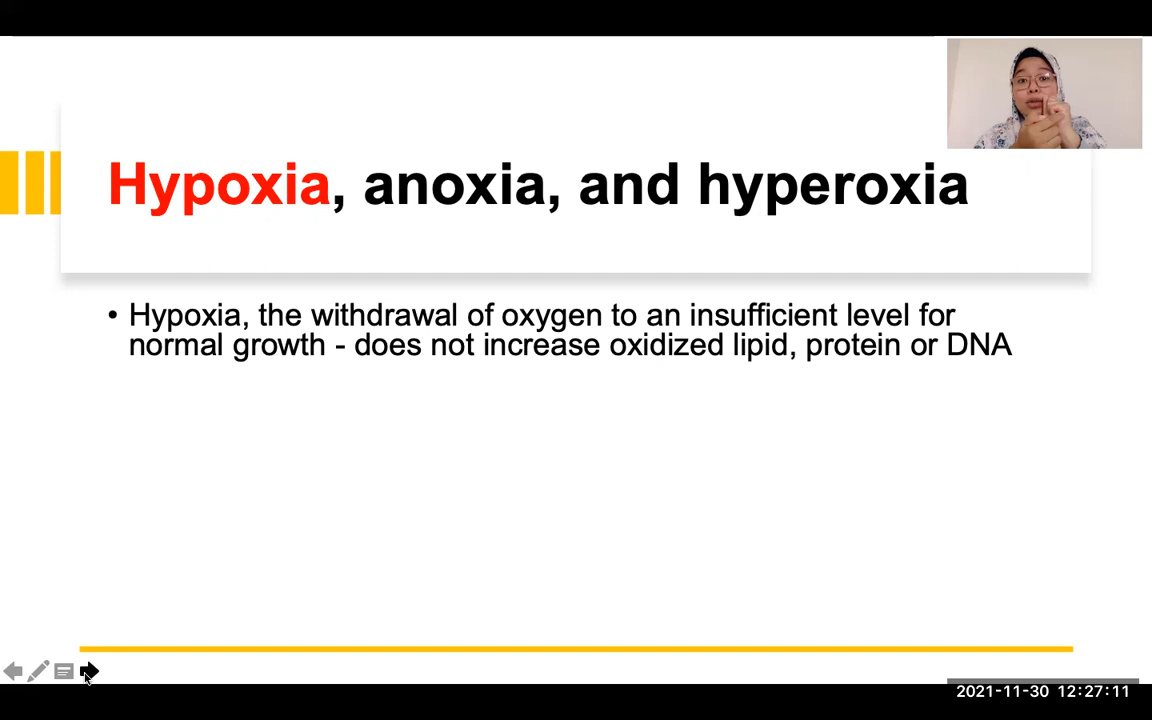 Hypoxia, anoxia, and hyperoxia
• Hypoxia, the withdrawal of oxygen to an insufficient level for
normal growth - does not increase oxidized lipid, protein or DNA
2021-11-30 12:27:11